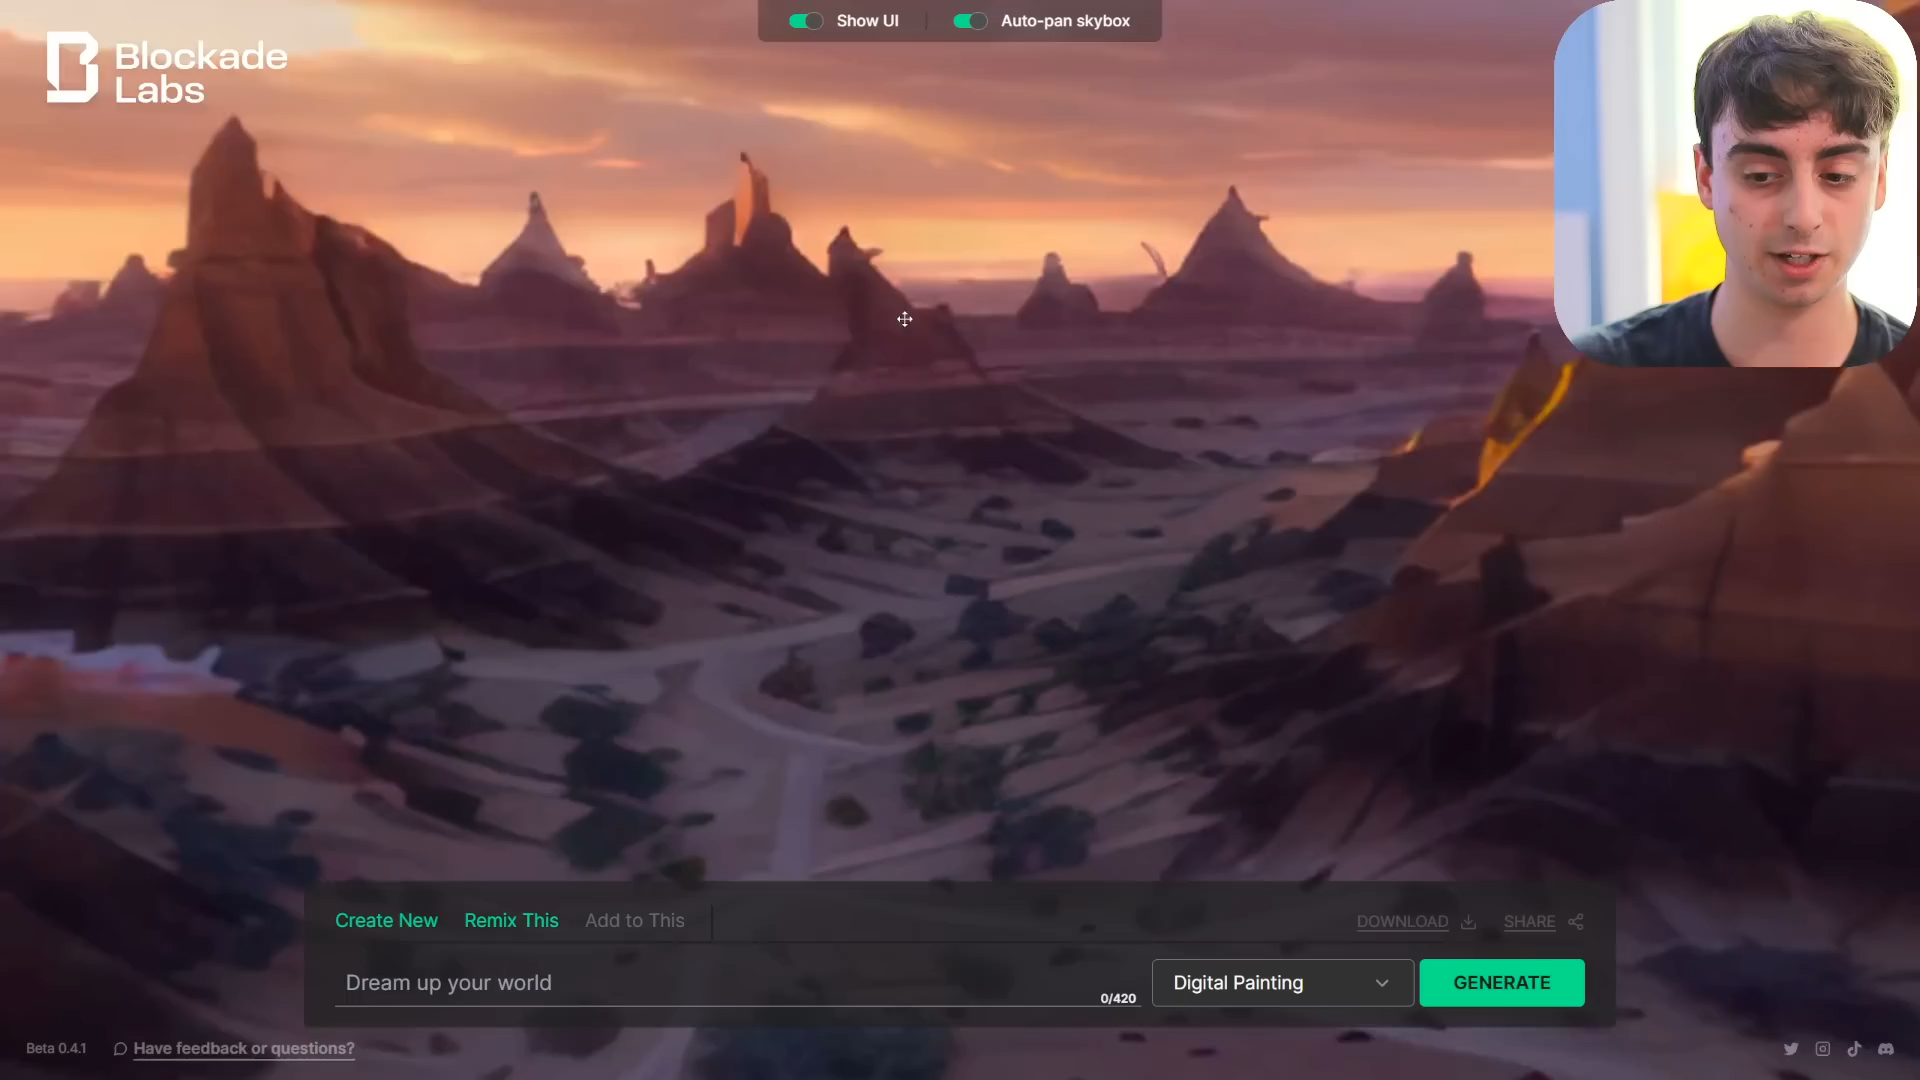 Show UI
Auto-pan skybox
Blockade
Labs
Create New
Remix This
Add to This
DOWNLOAD
SHARE
Dream up your world
0/420
Digital Painting
GENERATE
Beta 0.4.1
Have feedback or questions?